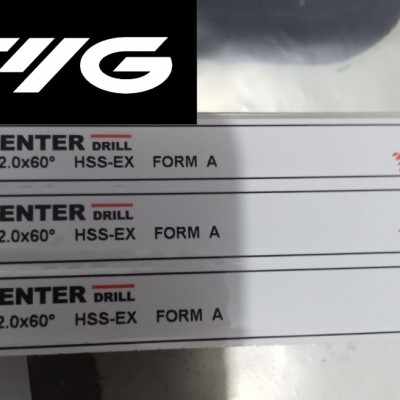 YG
ENTER DRILL
2.0x60° HSS-EX FORM A
ENTER DRILL
2.0x60° HSS-EX FORM A
ENTER DRILL
2.0x60° HSS-EX FORM A